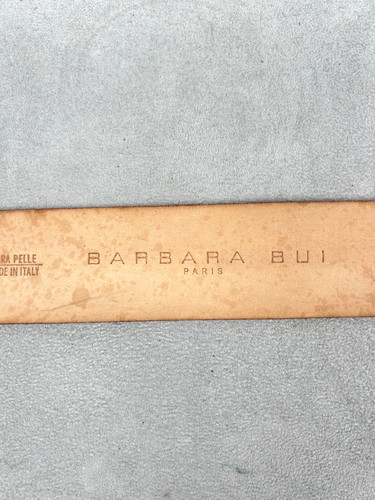 RA PELLE
DE IN ITALY
BARBARA BUI
PARIS